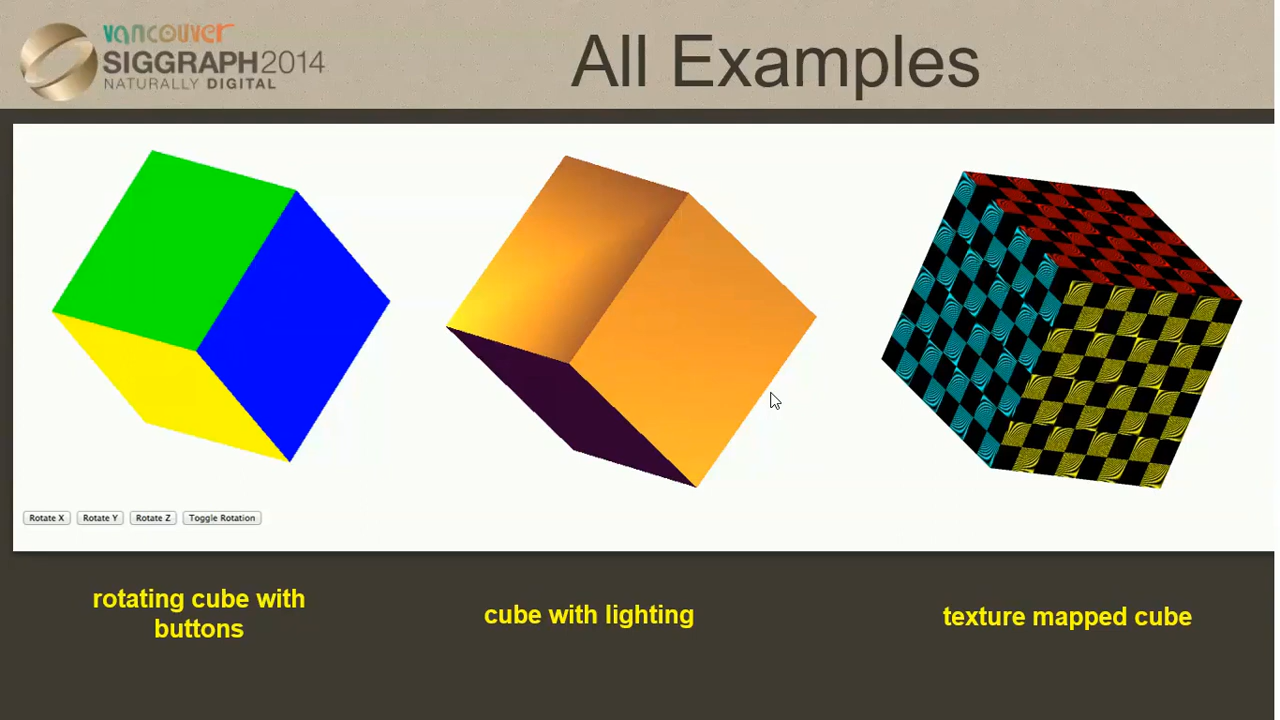 vancouver
SIGGRAPH2014
NATURALLY DIGITAL
All Examples
Rotate X
Rotate Y
Rotate Z
Toggle Rotation
rotating cube with
buttons
cube with lighting
texture mapped cube